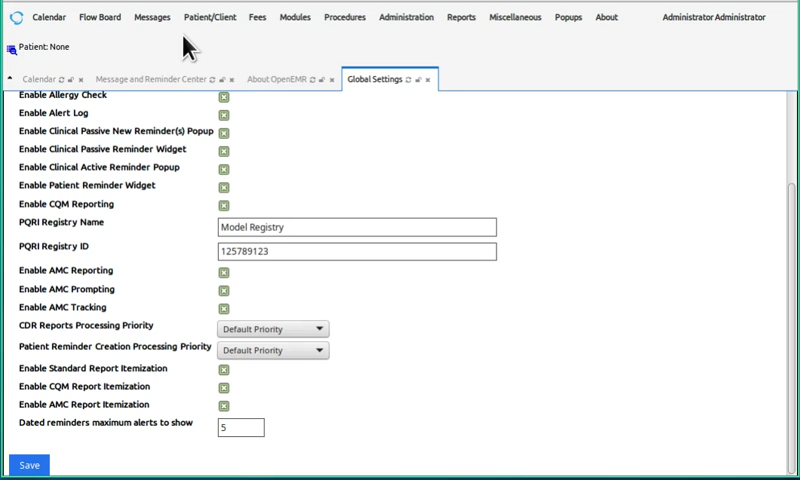 Calendar Flow Board Messages Patient/Client Fees Modules Procedures Administration Reports Miscellaneous Popups About Administrator Administrator
Patient: None
Calendar Message and Reminder Center About OpenEMR Global Settings
Enable Allergy Check
Enable Alert Log
Enable Clinical Passive New Reminder(s) Popup
Enable Clinical Passive Reminder Widget
Enable Clinical Active Reminder Popup
Enable Patient Reminder Widget
Enable CQM Reporting
PQRI Registry Name Model Registry
PQRI Registry ID 125789123
Enable AMC Reporting
Enable AMC Prompting
Enable AMC Tracking
CDR Reports Processing Priority Default Priority
Patient Reminder Creation Processing Priority Default Priority
Enable Standard Report Itemization
Enable CQM Report Itemization
Enable AMC Report Itemization
Dated reminders maximum alerts to show 5
Save